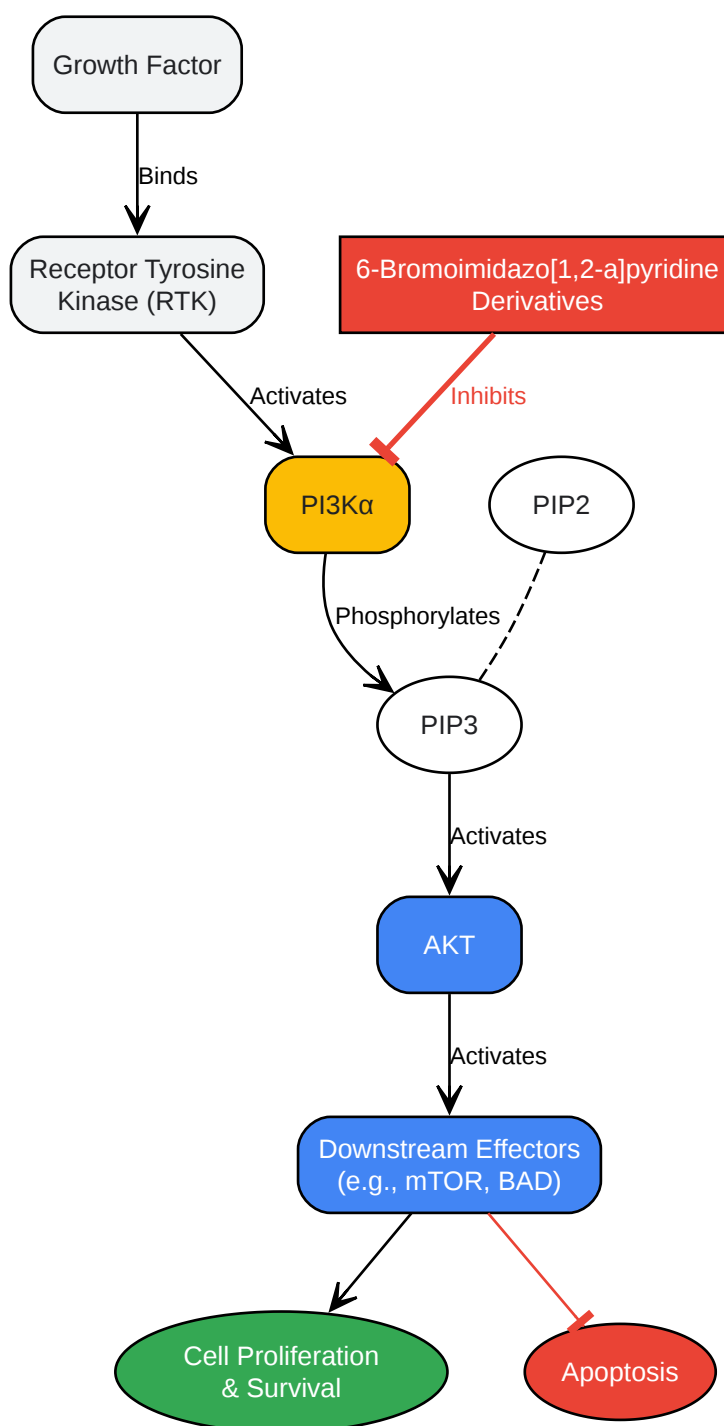 Growth Factor
Binds
Receptor Tyrosine
Kinase (RTK)
6-Bromoimidazo[1,2-a]pyridine
Derivatives
Activates
Inhibits
PI3Kα
PIP2
Phosphorylates
PIP3
Activates
AKT
Activates
Downstream Effectors
(e.g., mTOR, BAD)
Cell Proliferation
& Survival
Apoptosis